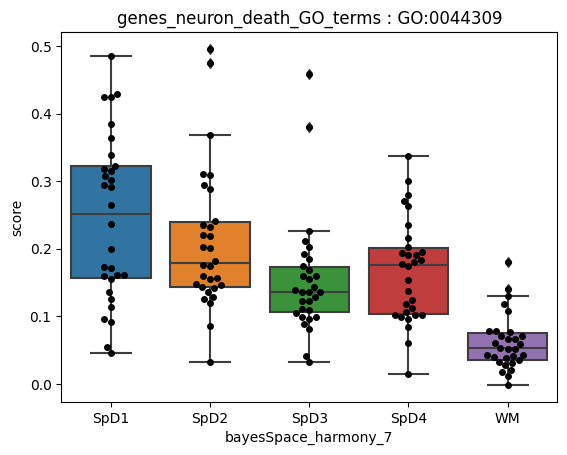 genes_neuron_death_GO_terms : GO:0044309
score
0.5
0.4
0.3
0.2
0.1
0.0
SpD1 SpD2 SpD3 SpD4 WM
bayesSpace_harmony_7